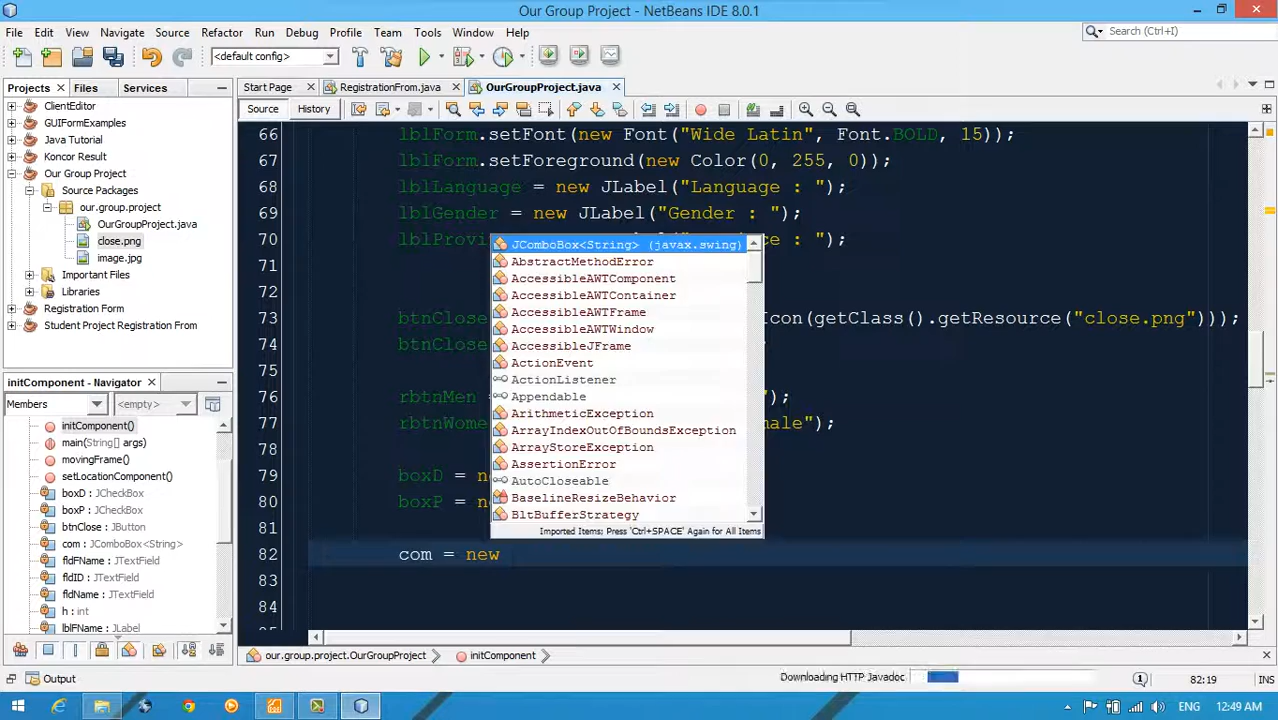 Our Group Project - NetBeans IDE 8.0.1
File Edit View Navigate Source Refactor Run Debug Profile Team Tools Window Help
Search (Ctrl+I)
<default config>
Projects Files Services
Start Page RegistrationFrom.java OurGroupProject.java
Source History
ClientEditor
GUIFormExamples
Java Tutorial
Koncor Result
Our Group Project
Source Packages
our.group.project
OurGroupProject.java
close.png
image.jpg
Important Files
Libraries
Registration Form
Student Project Registration From
initComponent - Navigator
Members <empty>
initComponent()
main(String[] args)
movingFrame()
setLocationComponent()
boxD : JCheckBox
boxP : JCheckBox
btnClose : JButton
com : JComboBox<String>
fldFName : JTextField
fldID : JTextField
fldName : JTextField
h : int
lblFName : JLabel
66 lblForm.setFont(new Font("Wide Latin", Font.BOLD, 15));
67 lblForm.setForeground(new Color(0, 255, 0));
68 lblLanguage = new JLabel("Language : ");
69 lblGender = new JLabel("Gender : ");
70 lblProvi : ");
71
72
73 btnClose Icon(getClass().getResource("close.png")));
74 btnClose
75
76 rbtnMen = ");
77 rbtnWome male");
78
79 boxD = n
80 boxP = n
81
82 com = new
83
84
JComboBox<String> (javax.swing)
AbstractMethodError
AccessibleAWTComponent
AccessibleAWTContainer
AccessibleAWTFrame
AccessibleAWTWindow
AccessibleJFrame
ActionEvent
ActionListener
Appendable
ArithmeticException
ArrayIndexOutOfBoundsException
ArrayStoreException
AssertionError
AutoCloseable
BaselineResizeBehavior
BltBufferStrategy
Imported Items; Press 'Ctrl+SPACE' Again for All Items
our.group.project.OurGroupProject initComponent
Output
Downloading HTTP Javadoc
1
82:19 INS
ENG 12:49 AM